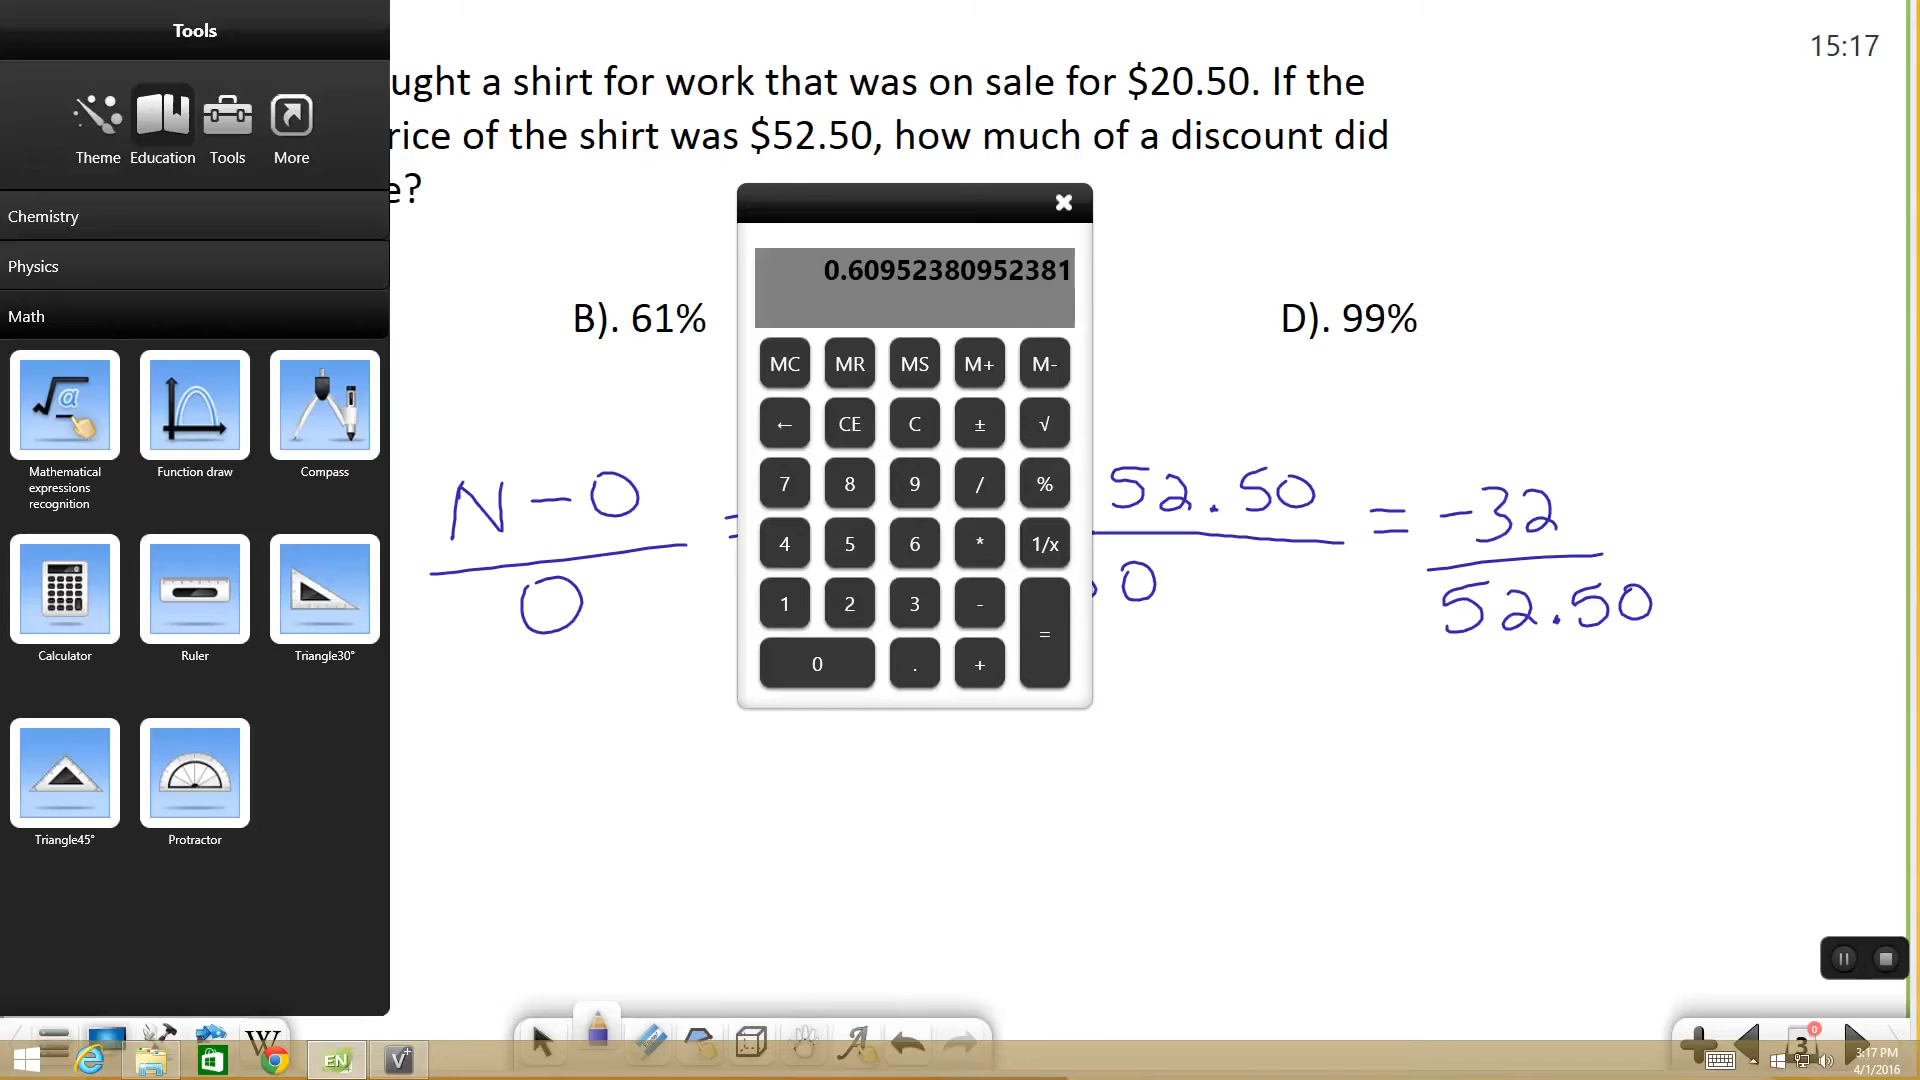 Tools
15:17
ught a shirt for work that was on sale for $20.50. If the
Theme Education Tools More
rice of the shirt was $52.50, how much of a discount did
e?
Chemistry
Physics
Math
0.60952380952381
B). 61%
D). 99%
MC MR MS M+ M-
← CE C ± √
7 8 9 / %
4 5 6 * 1/x
1 2 3 - =
0 . +
Mathematical expressions recognition
Function draw
Compass
Calculator
Ruler
Triangle30°
Triangle45°
Protractor
N - O
=
52.50
= -32
O
0
52.50
W
EN
V+
0
3
3:17 PM
4/1/2016